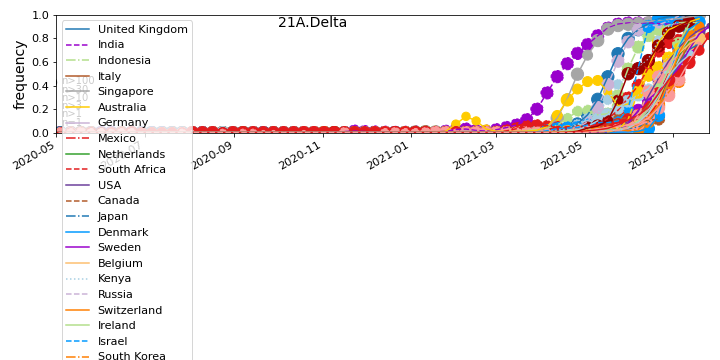 21A.Delta
frequency
1.0
0.8
0.6
0.4
0.2
0.0
United Kingdom
India
Indonesia
Italy
Singapore
Australia
Germany
Mexico
Netherlands
South Africa
USA
Canada
Japan
Denmark
Sweden
Belgium
Kenya
Russia
Switzerland
Ireland
Israel
South Korea
n>100
2020-05
2020-09
2020-11
2021-01
2021-03
2021-05
2021-07